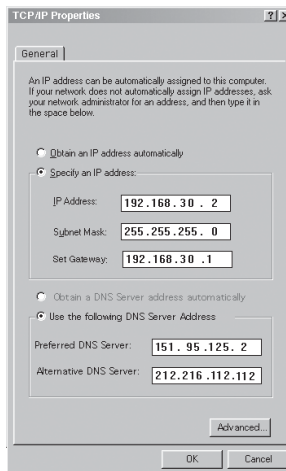 TCP/IP Properties
General
An IP address can be automatically assigned to this computer.
If your network does not automatically assign IP addresses, ask
your network administrator for an address, and then type it in
the space below.
Obtain an IP address automatically
Specify an IP address:
IP Address: 192.168.30 . 2
Subnet Mask: 255.255.255. 0
Set Gateway: 192.168.30 .1
Obtain a DNS Server address automatically
Use the following DNS Server Address
Preferred DNS Server: 151. 95 .125. 2
Alternative DNS Server: 212.216 .112.112
Advanced...
OK Cancel